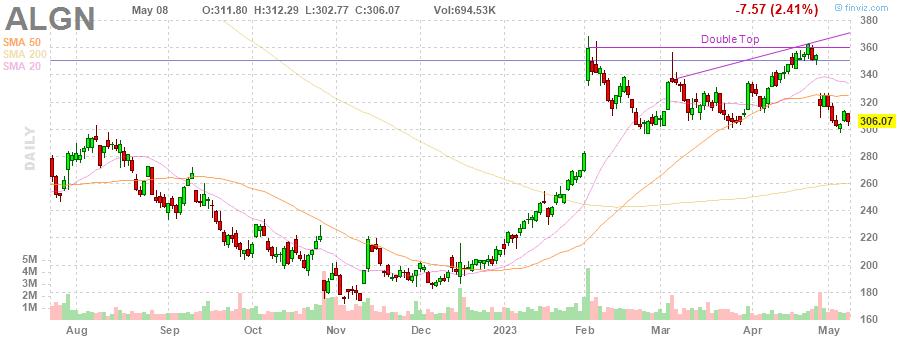 ALGN
May 08
O:311.80 H:312.29 L:302.77 C:306.07
Vol:694.53K
-7.57 (2.41%)
© finviz.com
SMA 50
SMA 200
SMA 20
Double Top
DAILY
380
360
340
320
306.07
300
280
260
240
220
200
180
160
5M
4M
3M
2M
1M
Aug Sep Oct Nov Dec 2023 Feb Mar Apr May